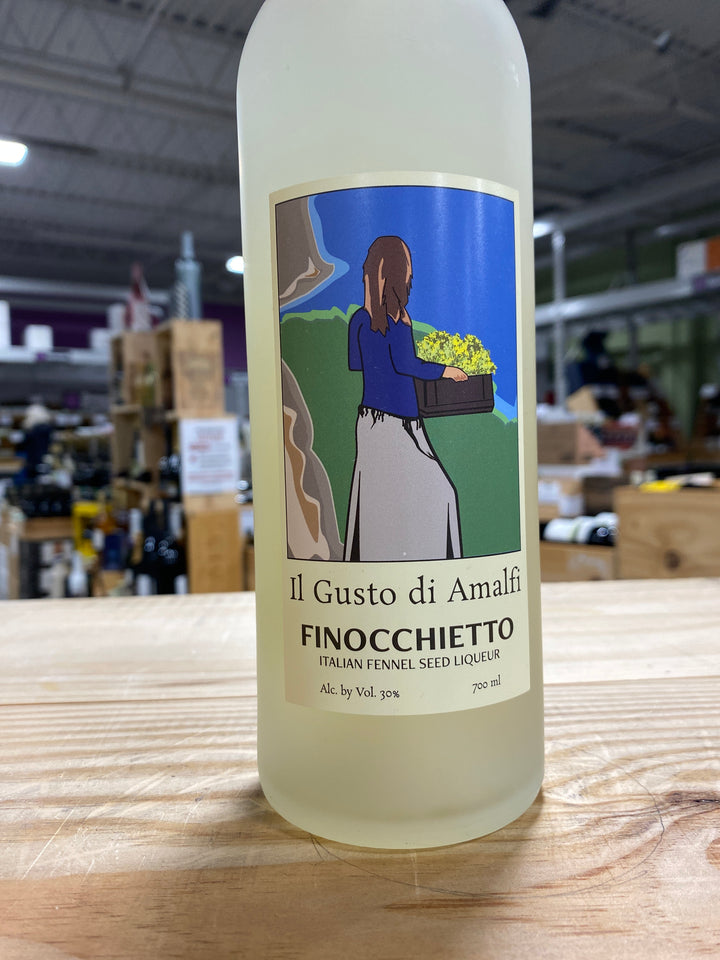 Il Gusto di Amalfi
FINOCCHIETTO
ITALIAN FENNEL SEED LIQUEUR
Alc. by Vol. 30% 700 ml